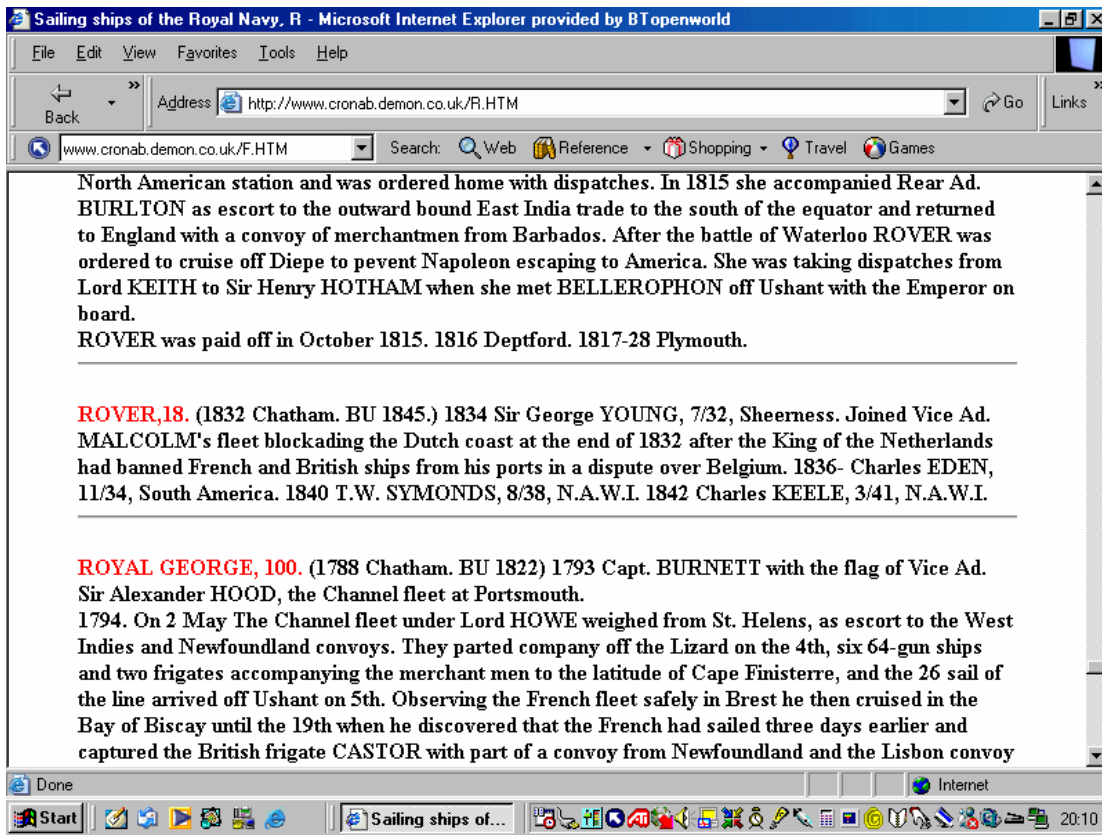 Sailing ships of the Royal Navy, R - Microsoft Internet Explorer provided by BTopenworld
File Edit View Favorites Tools Help
Back » Address http://www.cronab.demon.co.uk/R.HTM Go Links »
www.cronab.demon.co.uk/F.HTM Search: Web Reference Shopping Travel Games
North American station and was ordered home with dispatches. In 1815 she accompanied Rear Ad.
BURLTON as escort to the outward bound East India trade to the south of the equator and returned
to England with a convoy of merchantmen from Barbados. After the battle of Waterloo ROVER was
ordered to cruise off Diepe to pevent Napoleon escaping to America. She was taking dispatches from
Lord KEITH to Sir Henry HOTHAM when she met BELLEROPHON off Ushant with the Emperor on
board.
ROVER was paid off in October 1815. 1816 Deptford. 1817-28 Plymouth.
ROVER,18. (1832 Chatham. BU 1845.) 1834 Sir George YOUNG, 7/32, Sheerness. Joined Vice Ad.
MALCOLM's fleet blockading the Dutch coast at the end of 1832 after the King of the Netherlands
had banned French and British ships from his ports in a dispute over Belgium. 1836- Charles EDEN,
11/34, South America. 1840 T.W. SYMONDS, 8/38, N.A.W.I. 1842 Charles KEELE, 3/41, N.A.W.I.
ROYAL GEORGE, 100. (1788 Chatham. BU 1822) 1793 Capt. BURNETT with the flag of Vice Ad.
Sir Alexander HOOD, the Channel fleet at Portsmouth.
1794. On 2 May The Channel fleet under Lord HOWE weighed from St. Helens, as escort to the West
Indies and Newfoundland convoys. They parted company off the Lizard on the 4th, six 64-gun ships
and two frigates accompanying the merchant men to the latitude of Cape Finisterre, and the 26 sail of
the line arrived off Ushant on 5th. Observing the French fleet safely in Brest he then cruised in the
Bay of Biscay until the 19th when he discovered that the French had sailed three days earlier and
captured the British frigate CASTOR with part of a convoy from Newfoundland and the Lisbon convoy
Done Internet
Start Sailing ships of... 20:10